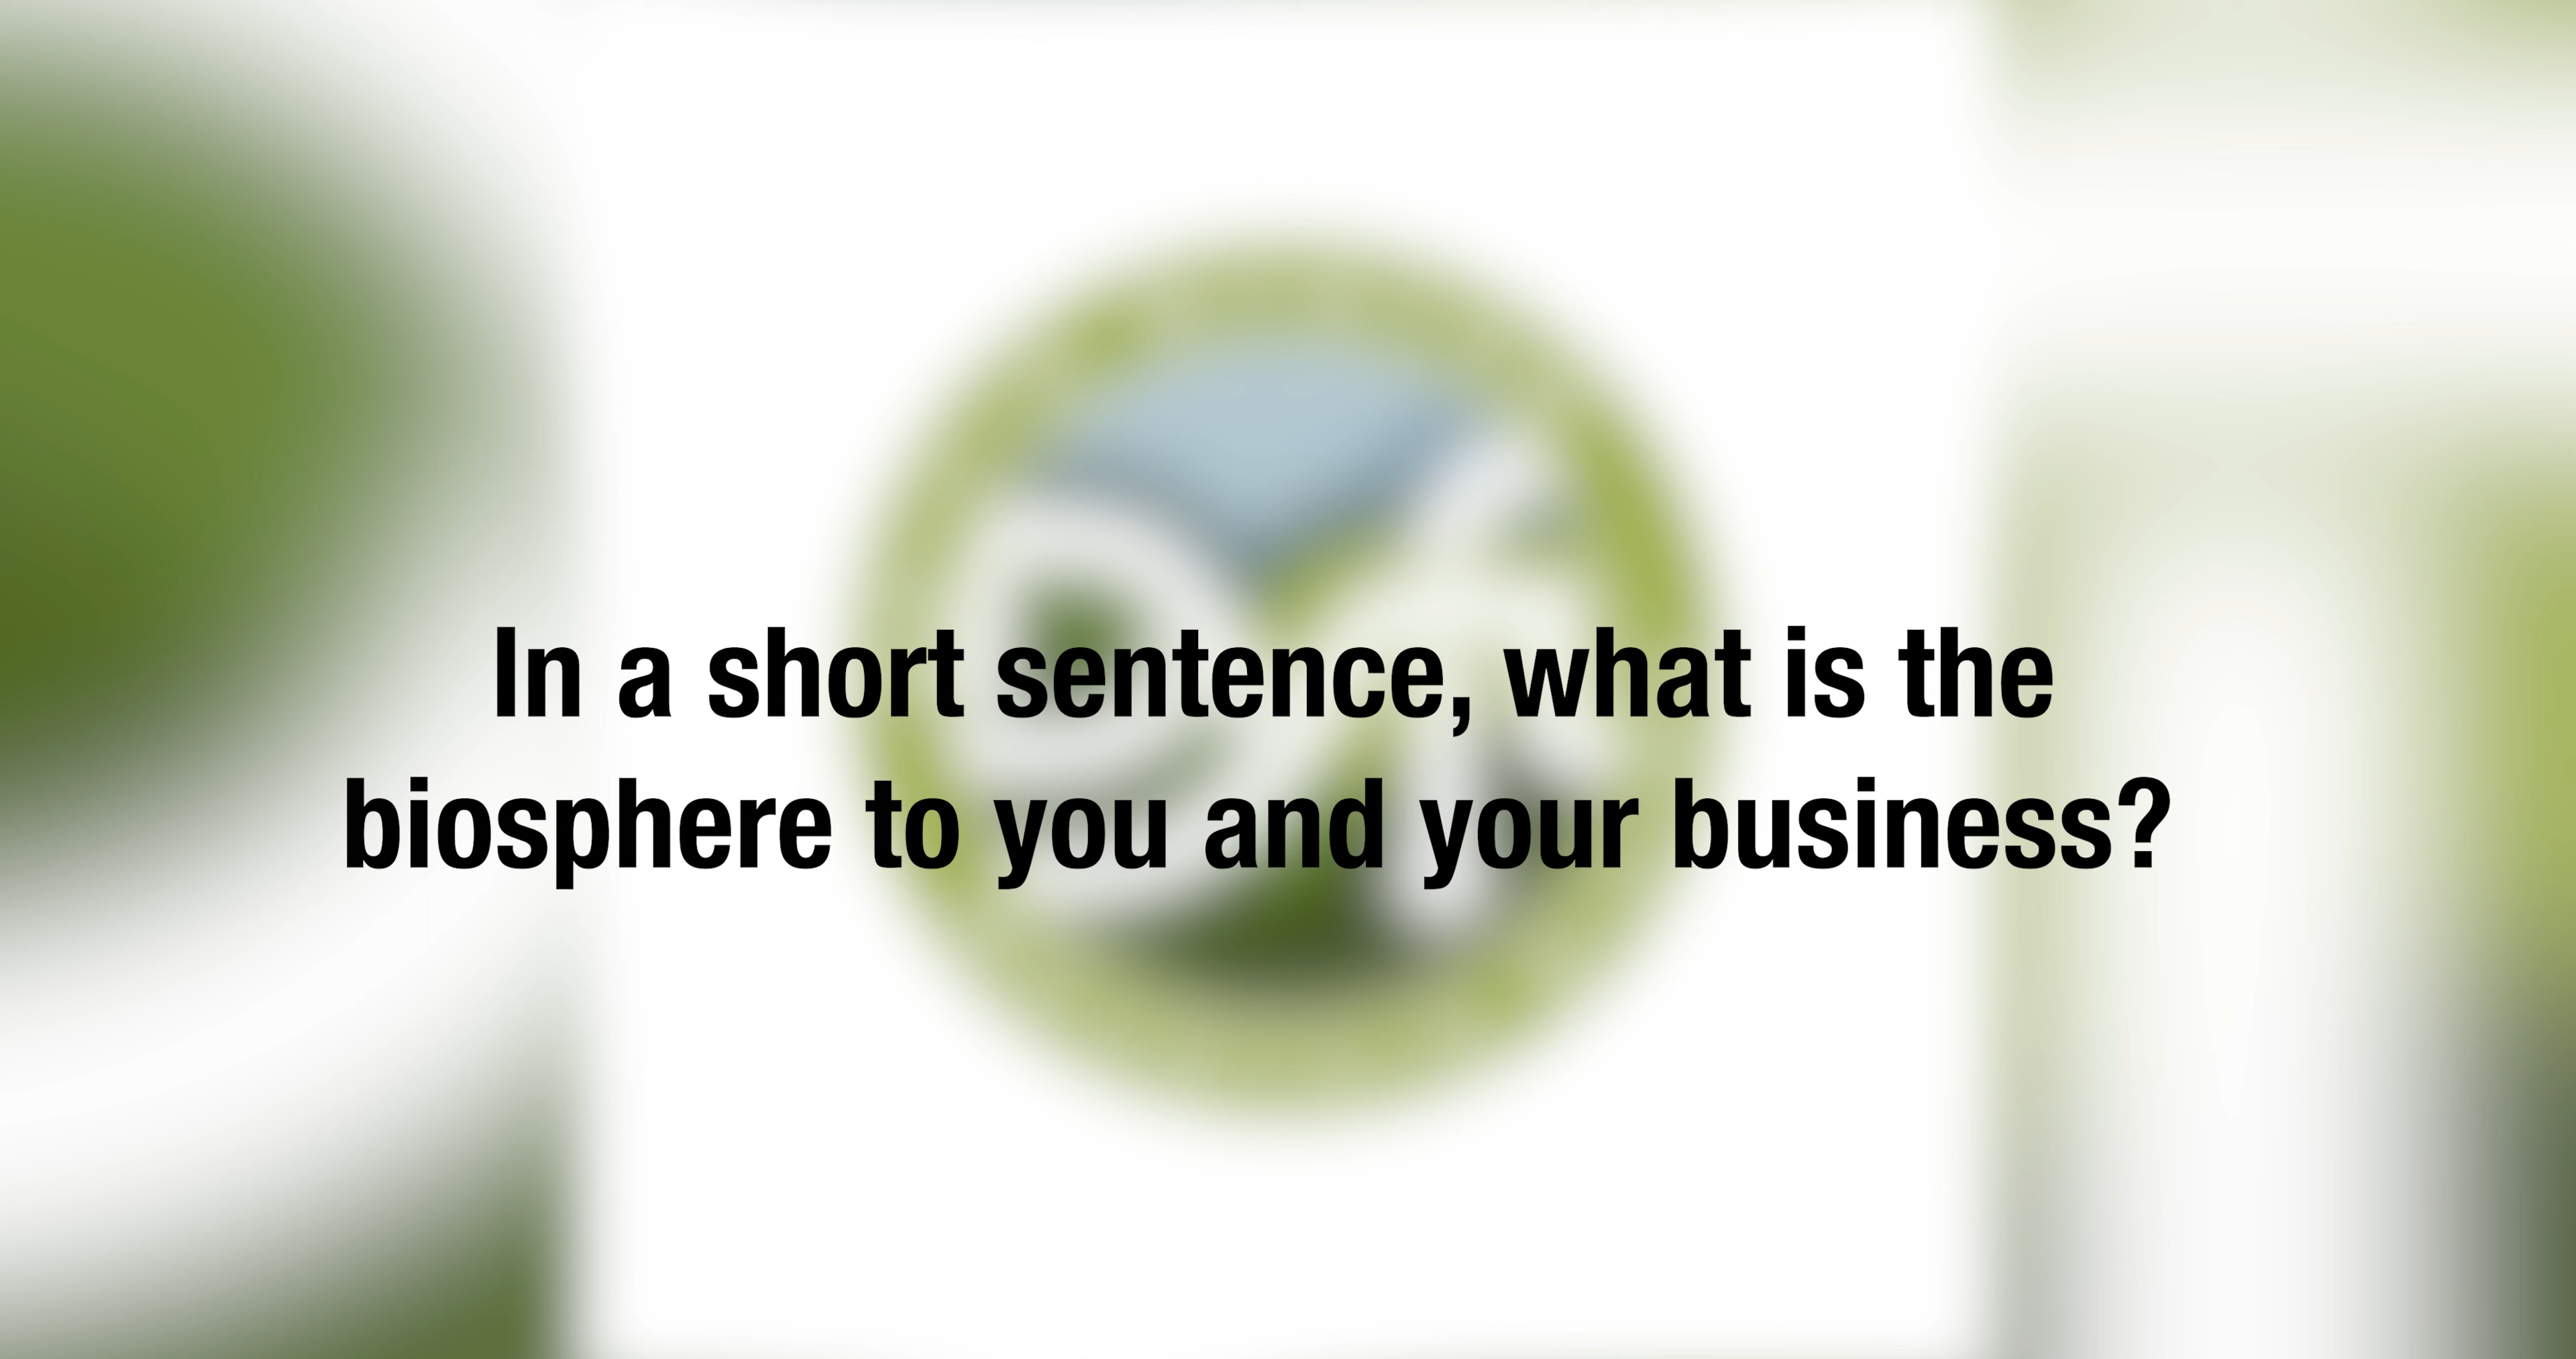 In a short sentence, what is the
biosphere to you and your business?